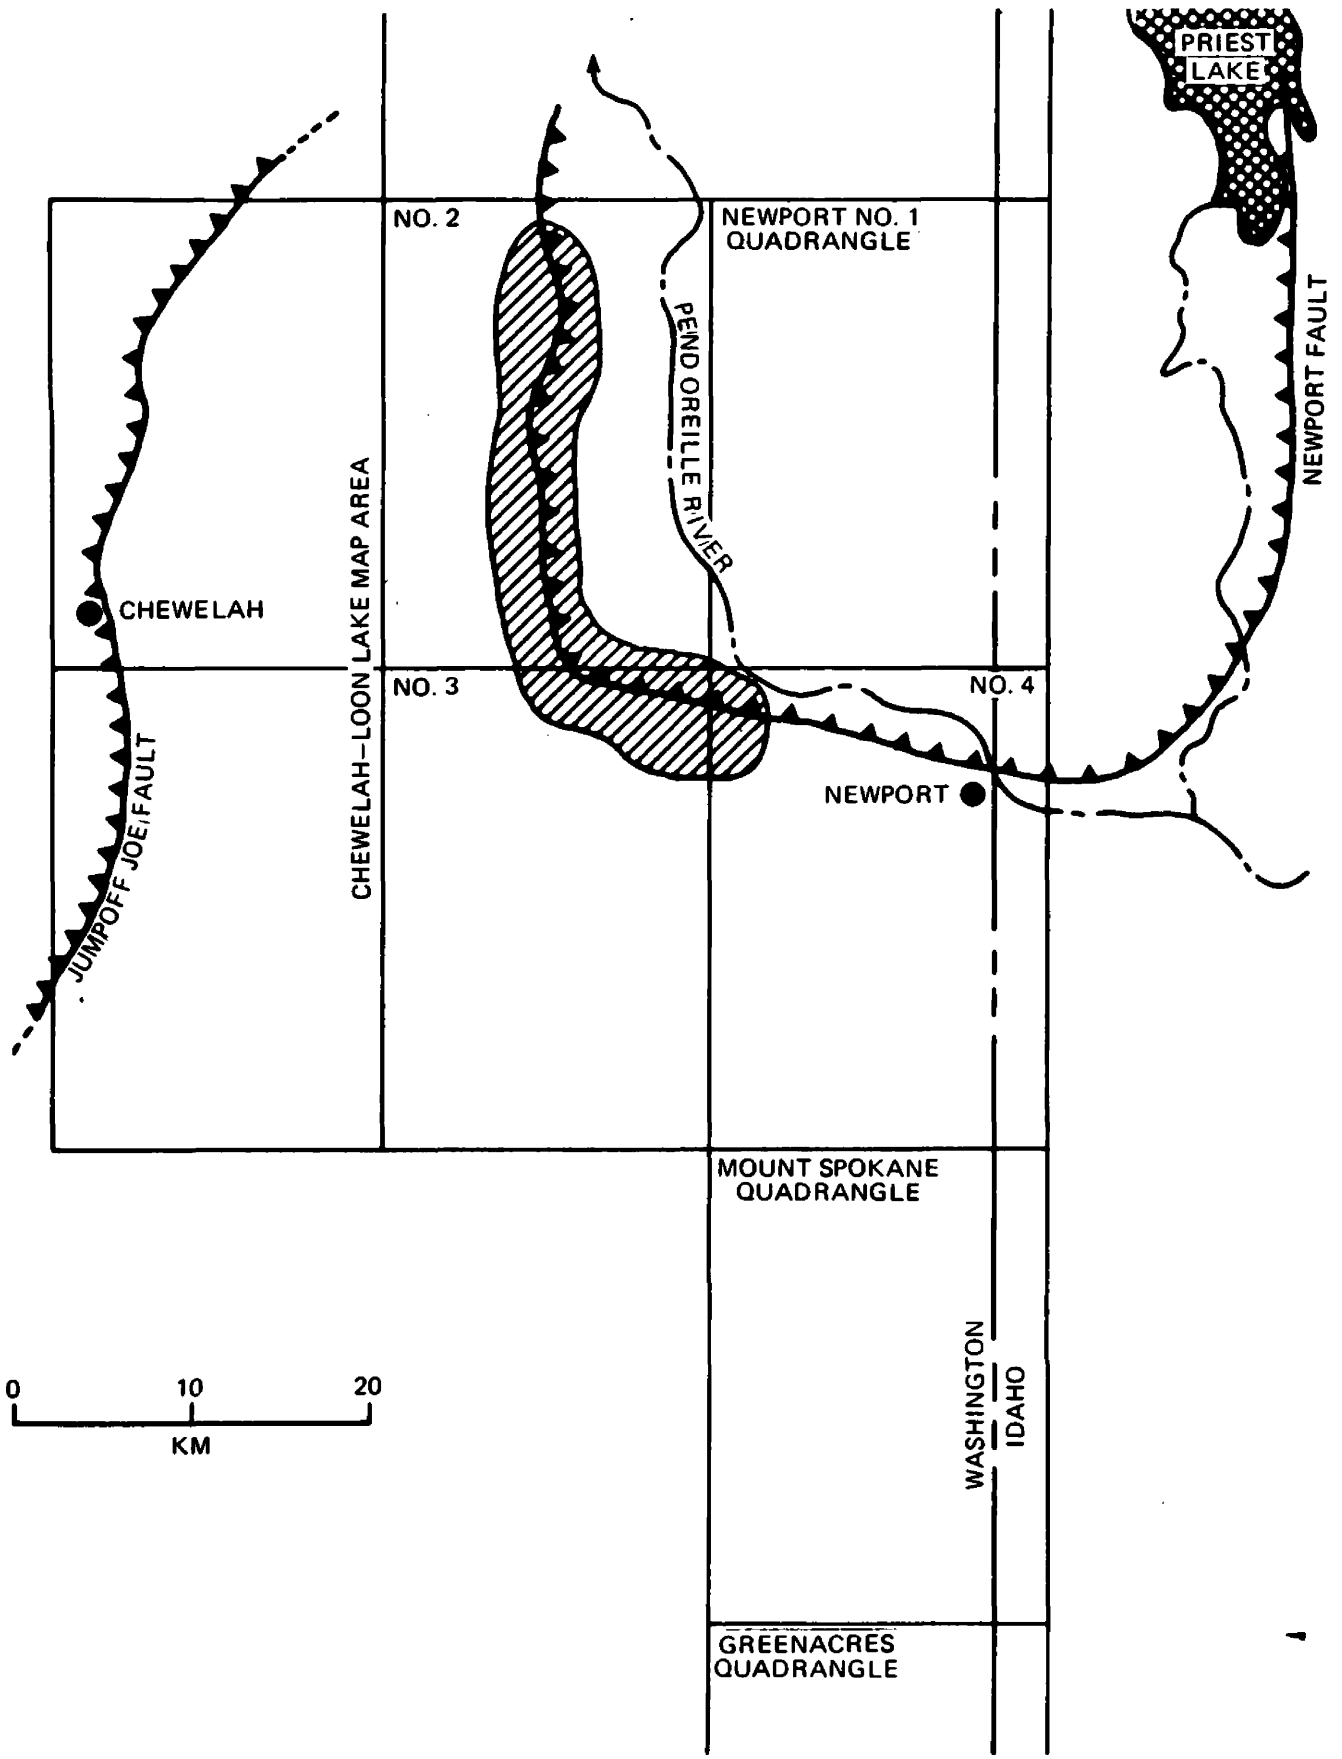 PRIEST
LAKE
NO. 2
NEWPORT NO. 1
QUADRANGLE
NEWPORT FAULT
PEND OREILLE RIVER
CHEWELAH-LOON LAKE MAP AREA
CHEWELAH
NO. 3
NO. 4
JUMPOFF JOE FAULT
NEWPORT
MOUNT SPOKANE
QUADRANGLE
WASHINGTON
IDAHO
0 10 20
KM
GREENACRES
QUADRANGLE